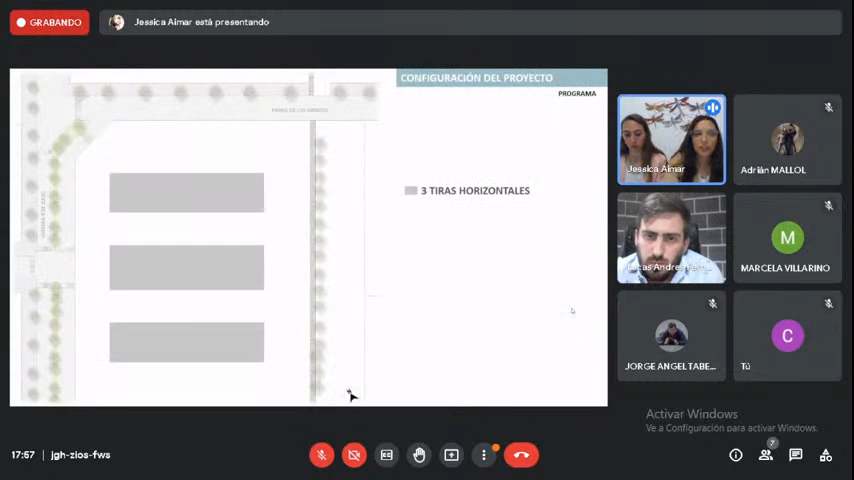 GRABANDO
Jessica Aimar está presentando
CONFIGURACIÓN DEL PROYECTO
PROGRAMA
3 TIRAS HORIZONTALES
Jessica Aimar
Adrián MALLOL
M
MARCELA VILLARINO
JORGE ANGEL TABE...
C
Tú
Activar Windows
Ve a Configuración para activar Windows.
17:57 | jgh-zios-fws
7